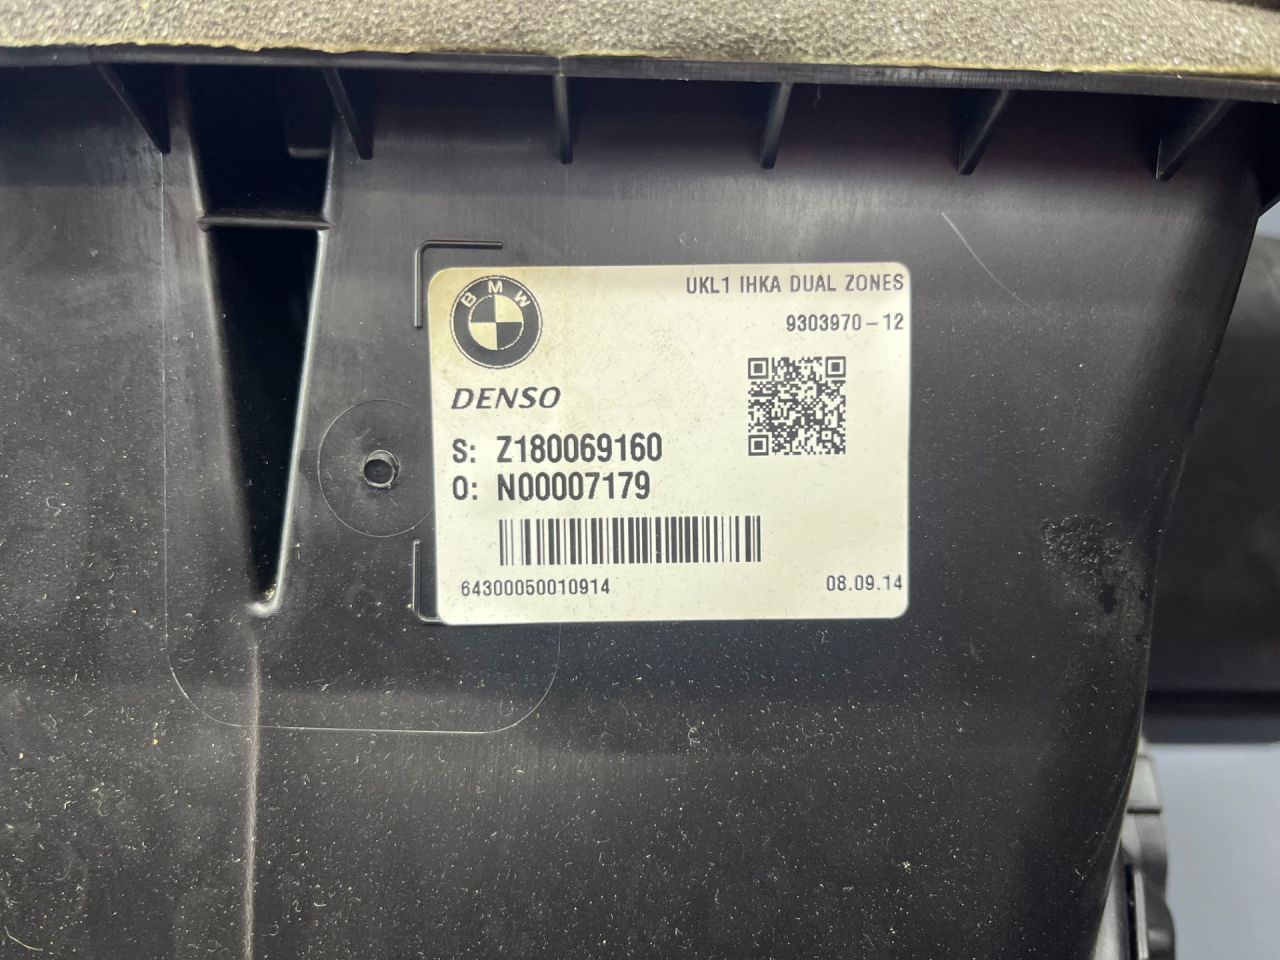 BMW
UKL1 IHKA DUAL ZONES
9303970-12
DENSO
S: Z180069160
O: N00007179
64300050010914
08.09.14